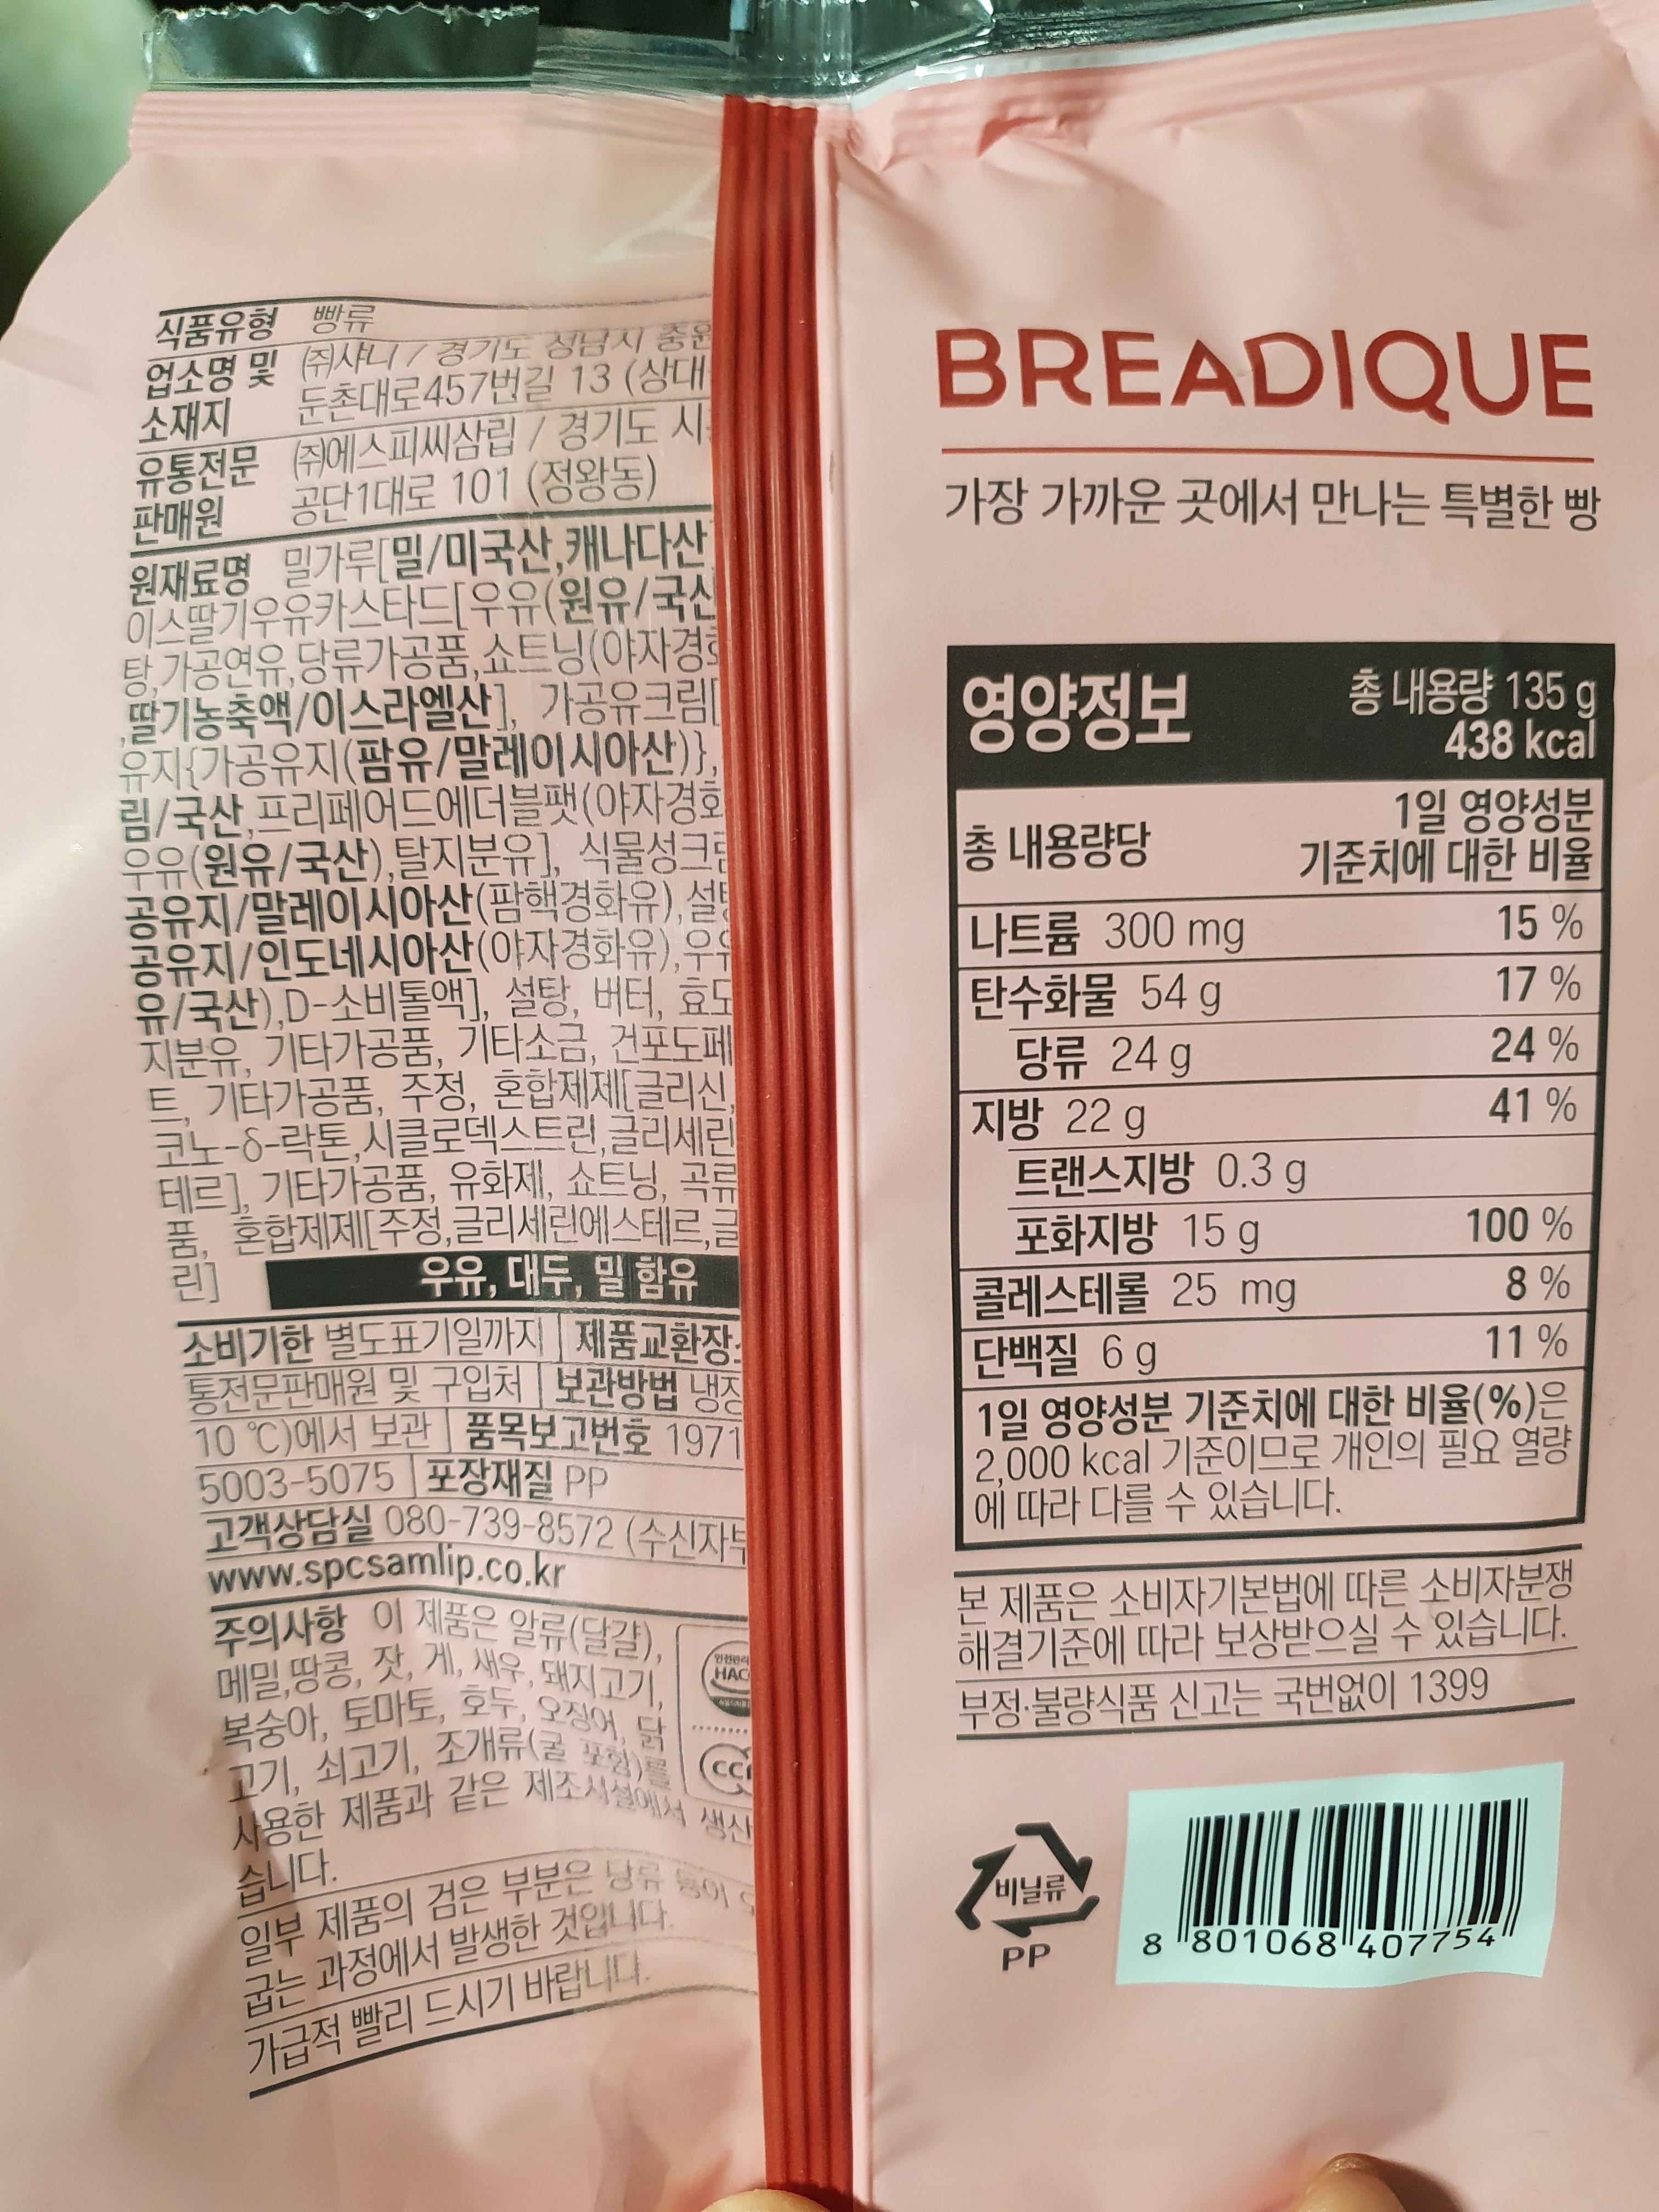 식품유형 빵류
업소명 및 ㈜샤니 / 경기도 성남시 중원
소재지 둔촌대로457번길 13 (상대
유통전문 ㈜에스피씨삼립 / 경기도 시
판매원 공단1대로 101 (정왕동)
원재료명 밀가루[밀/미국산,캐나다산
이스딸기우유카스타드[우유(원유/국산
탕,가공연유,당류가공품,쇼트닝(야자경화
,딸기농축액/이스라엘산], 가공유크림[
유지{가공유지(팜유/말레이시아산)},
림/국산,프리페어드에더블팻(야자경화
우유(원유/국산),탈지분유], 식물성크림
공유지/말레이시아산(팜핵경화유),설탕
공유지/인도네시아산(야자경화유),우유
유/국산),D-소비톨액], 설탕, 버터, 효모
지분유, 기타가공품, 기타소금, 건포도페
트, 기타가공품, 주정, 혼합제제[글리신,
코노-δ-락톤,시클로덱스트린,글리세린
테르], 기타가공품, 유화제, 쇼트닝, 곡류
품, 혼합제제[주정,글리세린에스테르,글
린] 우유, 대두, 밀 함유
소비기한 별도표기일까지 | 제품교환장
통전문판매원 및 구입처 | 보관방법 냉장
10 ℃)에서 보관 | 품목보고번호 1971
5003-5075 | 포장재질 PP
고객상담실 080-739-8572 (수신자부
www.spcsamlip.co.kr
주의사항 이 제품은 알류(달걀),
메밀,땅콩, 잣, 게, 새우, 돼지고기,
복숭아, 토마토, 호두, 오징어, 닭
고기, 쇠고기, 조개류(굴 포함)를
사용한 제품과 같은 제조시설에서 생산
습니다.
일부 제품의 검은 부분은 당류 등이
굽는 과정에서 발생한 것입니다.
가급적 빨리 드시기 바랍니다.
HAC
BREADIQUE
가장 가까운 곳에서 만나는 특별한 빵
영양정보 총 내용량 135 g
438 kcal
총 내용량당 1일 영양성분
기준치에 대한 비율
나트륨 300 mg 15 %
탄수화물 54 g 17 %
당류 24 g 24 %
지방 22 g 41 %
트랜스지방 0.3 g
포화지방 15 g 100 %
콜레스테롤 25 mg 8 %
단백질 6 g 11 %
1일 영양성분 기준치에 대한 비율(%)은
2,000 kcal 기준이므로 개인의 필요 열량
에 따라 다를 수 있습니다.
본 제품은 소비자기본법에 따른 소비자분쟁
해결기준에 따라 보상받으실 수 있습니다.
부정·불량식품 신고는 국번없이 1399
비닐류
PP
8 801068 407754